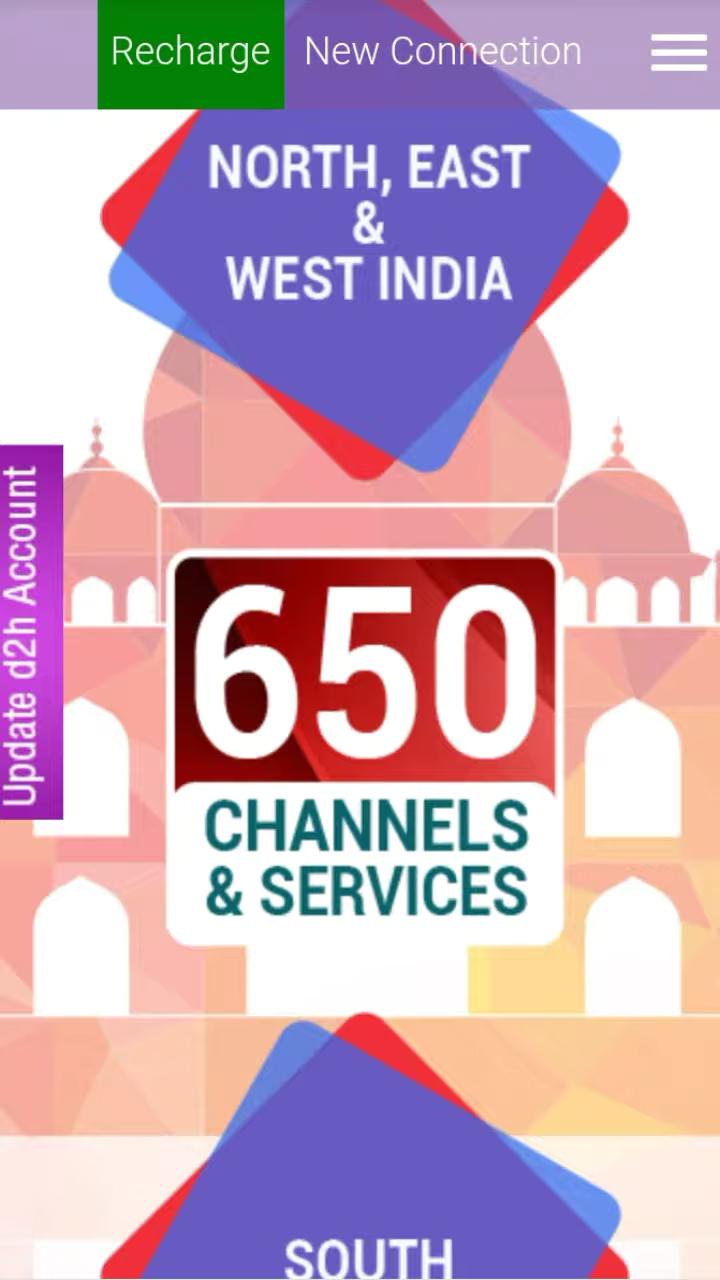 Recharge New Connection
NORTH, EAST
&
WEST INDIA
Update d2h Account
650
CHANNELS
& SERVICES
SOUTH